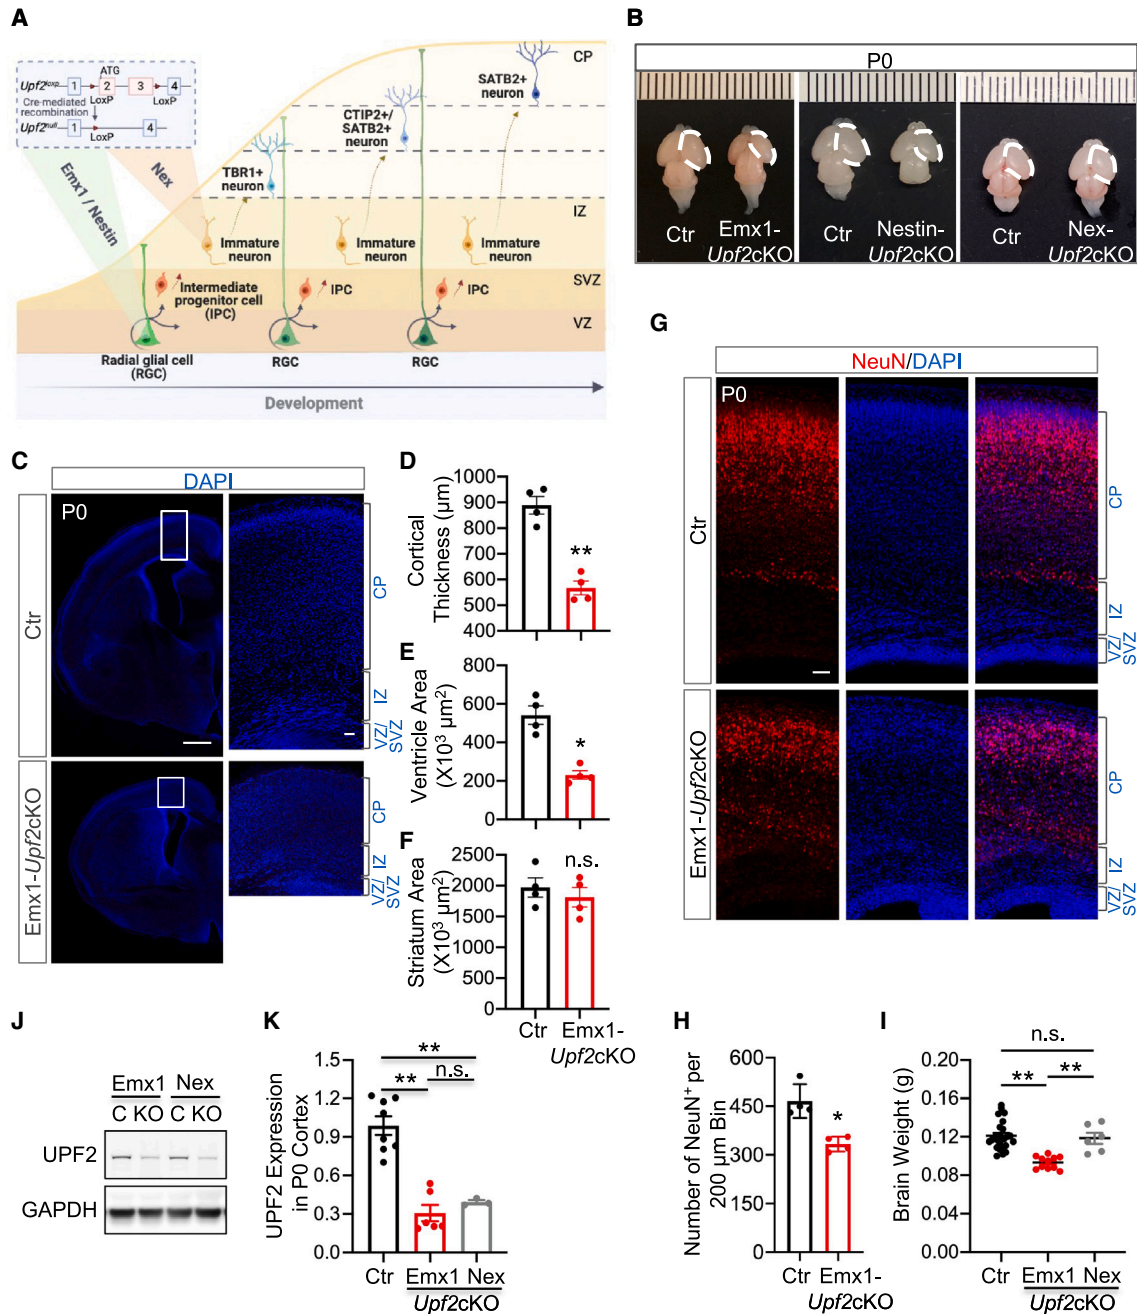 A
ATG
Upf2loxp 1 2 3 4
LoxP LoxP
Cre-mediated
recombination
Upf2null 1 4
LoxP
Emx1 / Nestin
Nex
CP
SATB2+
neuron
CTIP2+/
SATB2+
neuron
TBR1+
neuron
IZ
Immature
neuron
Immature
neuron
Immature
neuron
SVZ
Intermediate
progenitor cell
(IPC)
IPC
IPC
VZ
Radial glial cell
(RGC)
RGC
RGC
Development
B
P0
Ctr
Emx1-
Upf2cKO
Ctr
Nestin-
Upf2cKO
Ctr
Nex-
Upf2cKO
C
DAPI
P0
Ctr
CP
IZ
VZ/
SVZ
Emx1-Upf2cKO
CP
IZ
VZ/
SVZ
D
Cortical
Thickness (µm)
1000
900
800
700
600
500
400
**
E
Ventricle Area
(X103 µm2)
800
600
400
200
0
*
F
Striatum Area
(X103 µm2)
2500
2000
1500
1000
500
0
n.s.
Ctr
Emx1-
Upf2cKO
G
NeuN/DAPI
P0
Ctr
CP
IZ
VZ/
SVZ
Emx1-Upf2cKO
CP
IZ
VZ/
SVZ
J
Emx1 Nex
C KO C KO
UPF2
GAPDH
K
UPF2 Expression
in P0 Cortex
1.5
1.2
0.9
0.6
0.3
0.0
**
** n.s.
Ctr Emx1 Nex
Upf2cKO
H
Number of NeuN+ per
200 µm Bin
600
450
300
150
0
*
Ctr Emx1-
Upf2cKO
I
Brain Weight (g)
0.20
0.16
0.12
0.08
0.04
0.00
n.s.
** **
Ctr Emx1 Nex
Upf2cKO